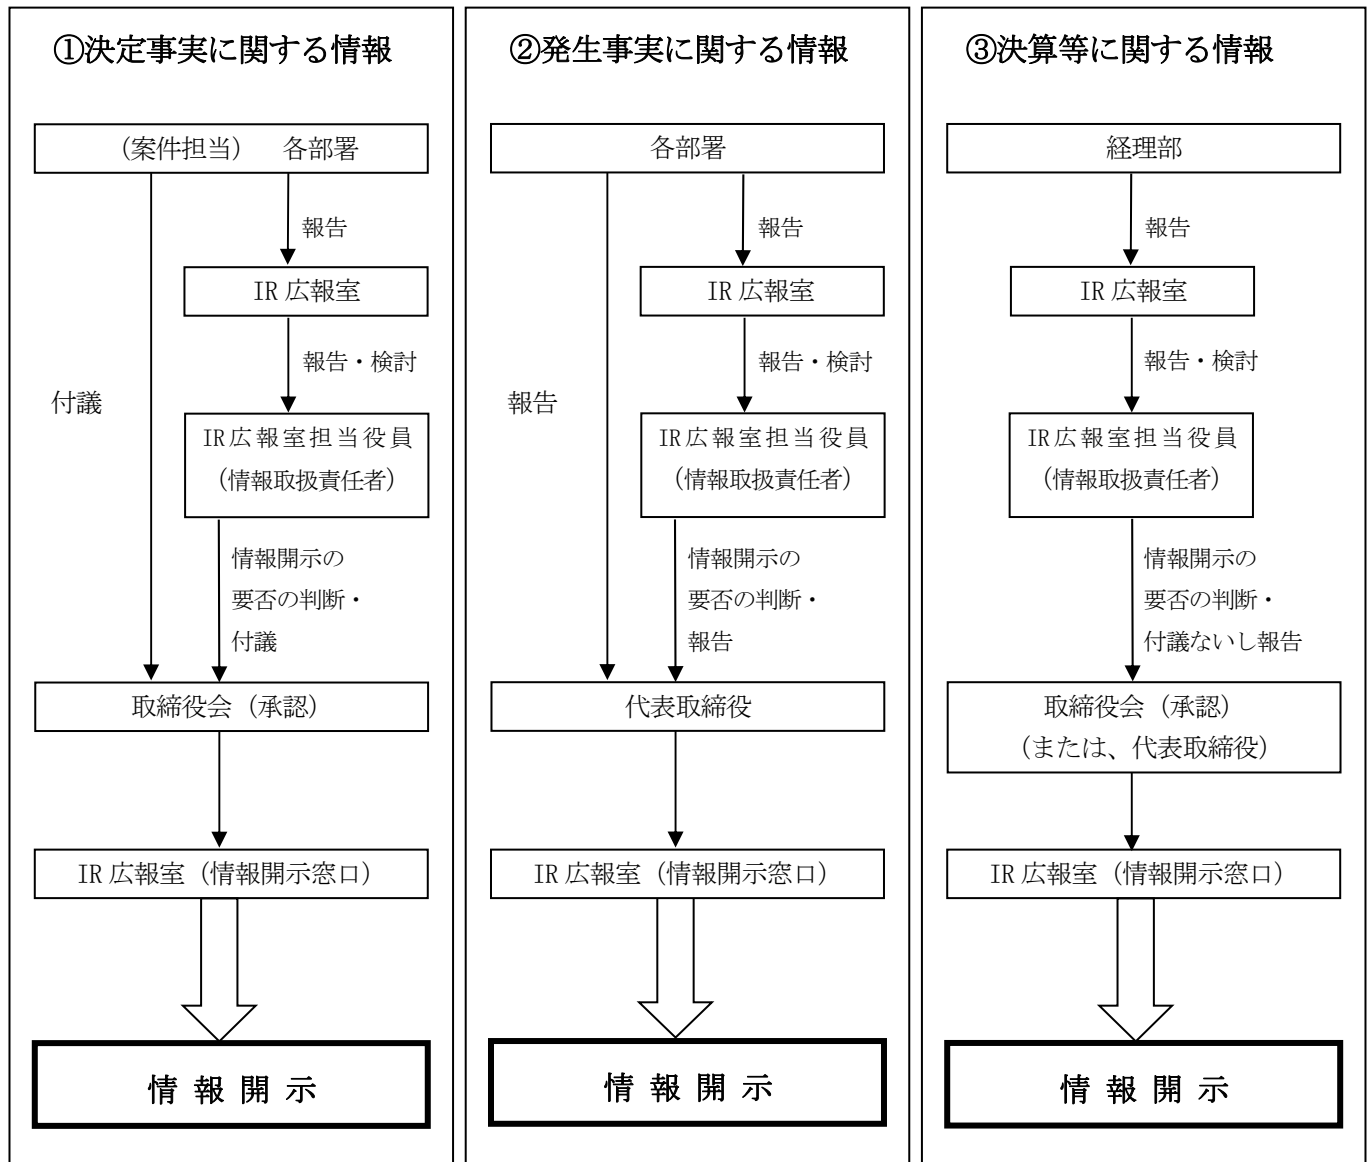 ①決定事実に関する情報
(案件担当) 各部署
報告
IR 広報室
報告・検討
付議
IR広報室担当役員
(情報取扱責任者)
情報開示の
要否の判断・
付議
取締役会(承認)
IR 広報室(情報開示窓口)
情 報 開 示
②発生事実に関する情報
各部署
報告
IR 広報室
報告・検討
報告
IR広報室担当役員
(情報取扱責任者)
情報開示の
要否の判断・
報告
代表取締役
IR 広報室(情報開示窓口)
情 報 開 示
③決算等に関する情報
経理部
報告
IR 広報室
報告・検討
IR広報室担当役員
(情報取扱責任者)
情報開示の
要否の判断・
付議ないし報告
取締役会(承認)
(または、代表取締役)
IR 広報室(情報開示窓口)
情 報 開 示